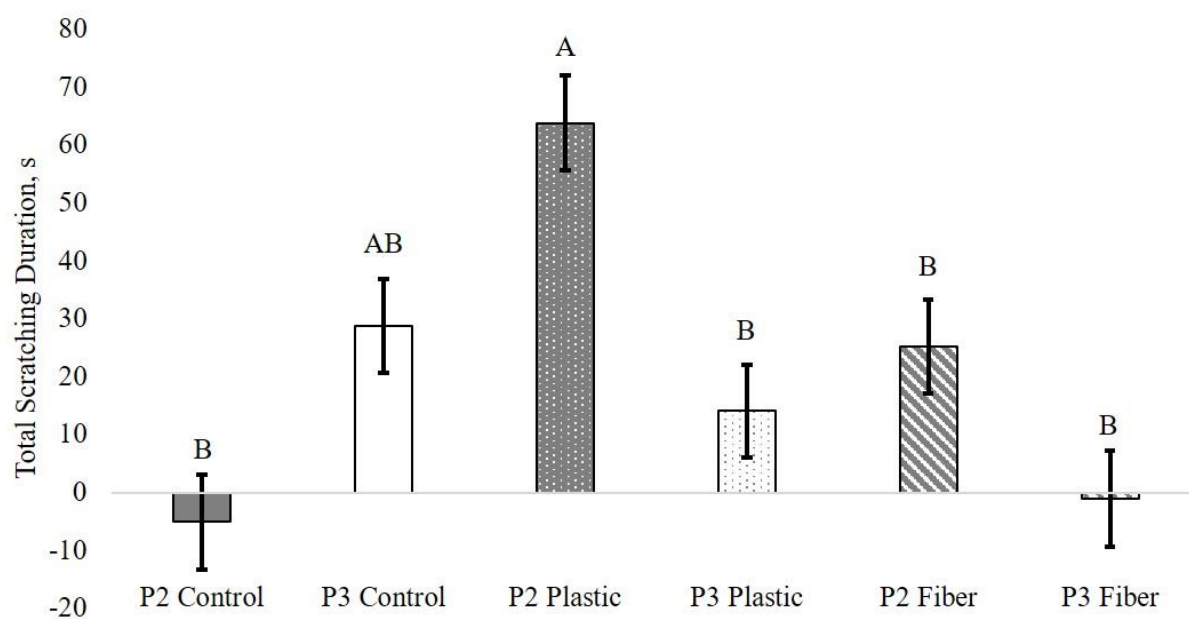 80
A
70
60
50
AB
40
B
30
B
20
B
10
B
0
-10
-20
P2 Control
P3 Control
P2 Plastic
P3 Plastic
P2 Fiber
P3 Fiber
Total Scratching Duration, s